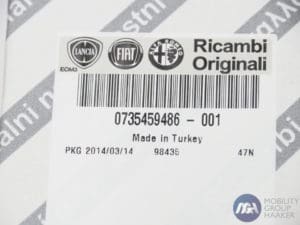 LANCIA
FIAT
Ricambi
Originali
0735459486 - 001
Made in Turkey
PKG 2014/03/14 98435 47N
MOBILITY
GROUP
HAAKER